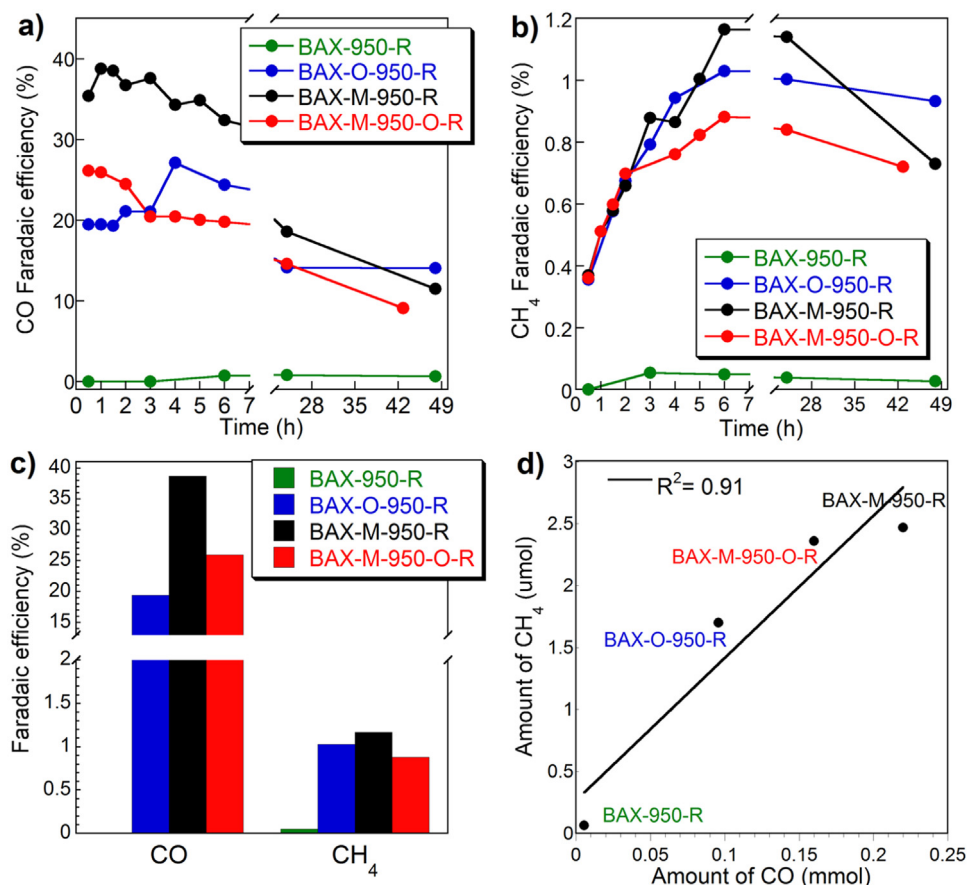 a)
CO Faradaic efficiency (%)
40
30
20
10
0
BAX-950-R
BAX-O-950-R
BAX-M-950-R
BAX-M-950-O-R
0 1 2 3 4 5 6 7 28 35 42 49
Time (h)
b)
CH4 Faradaic efficiency (%)
1.2
1
0.8
0.6
0.4
0.2
0
BAX-950-R
BAX-O-950-R
BAX-M-950-R
BAX-M-950-O-R
1 2 3 4 5 6 7 28 35 42 49
Time (h)
c)
Faradaic efficiency (%)
40
35
30
25
20
15
2
1.5
1
0.5
0
BAX-950-R
BAX-O-950-R
BAX-M-950-R
BAX-M-950-O-R
CO CH4
d)
Amount of CH4 (umol)
3
2.5
2
1.5
1
0.5
0
R2= 0.91
BAX-M-950-R
BAX-M-950-O-R
BAX-O-950-R
BAX-950-R
0 0.05 0.1 0.15 0.2 0.25
Amount of CO (mmol)